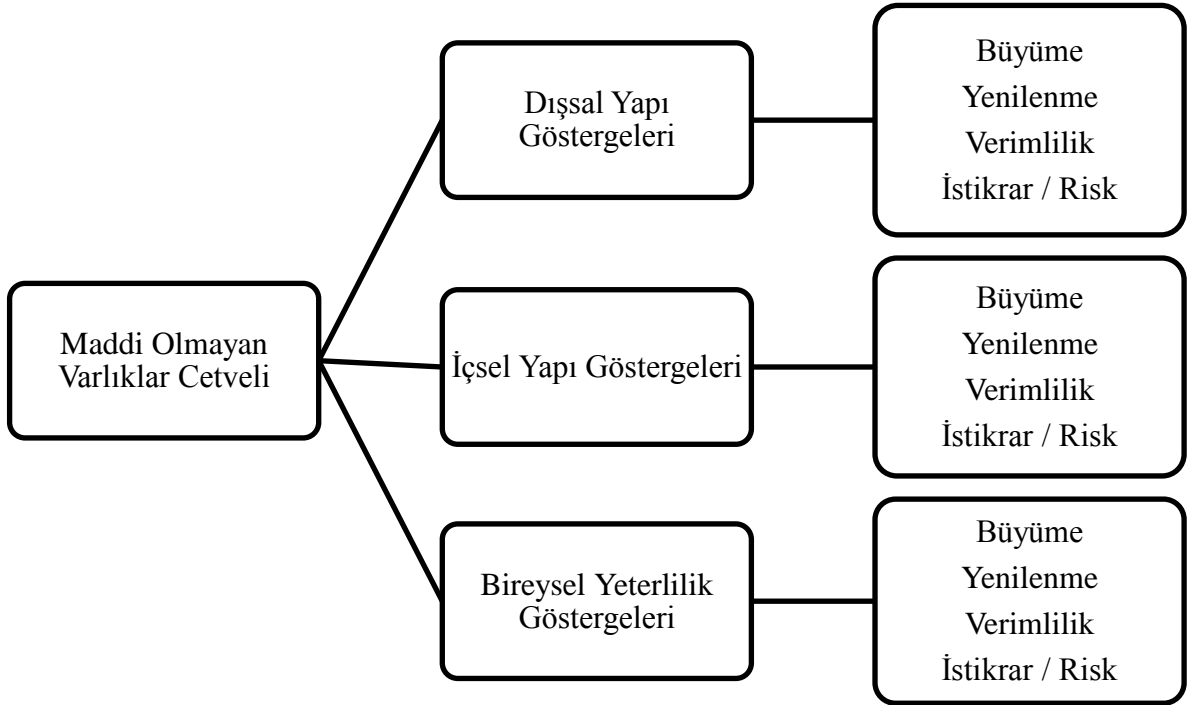 Maddi Olmayan
Varlıklar Cetveli
Dışsal Yapı
Göstergeleri
Büyüme
Yenilenme
Verimlilik
İstikrar / Risk
İçsel Yapı Göstergeleri
Büyüme
Yenilenme
Verimlilik
İstikrar / Risk
Bireysel Yeterlilik
Göstergeleri
Büyüme
Yenilenme
Verimlilik
İstikrar / Risk